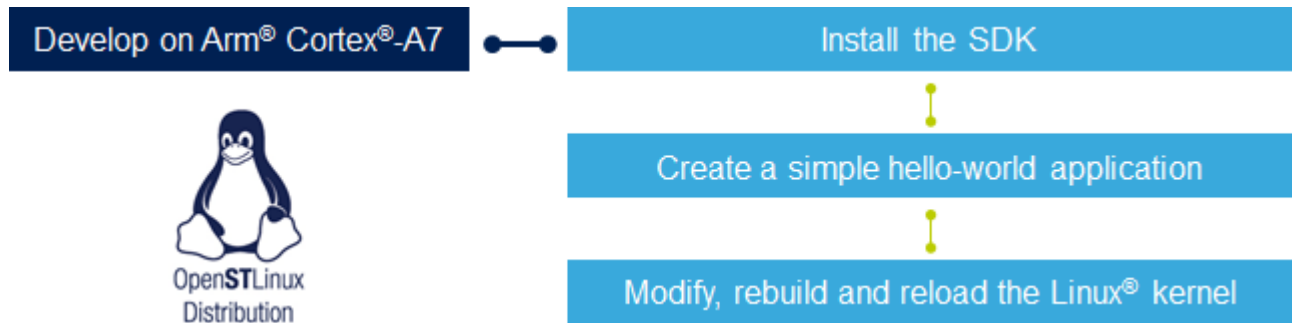 Develop on Arm® Cortex®-A7
Install the SDK
Create a simple hello-world application
Modify, rebuild and reload the Linux® kernel
OpenSTLinux
Distribution